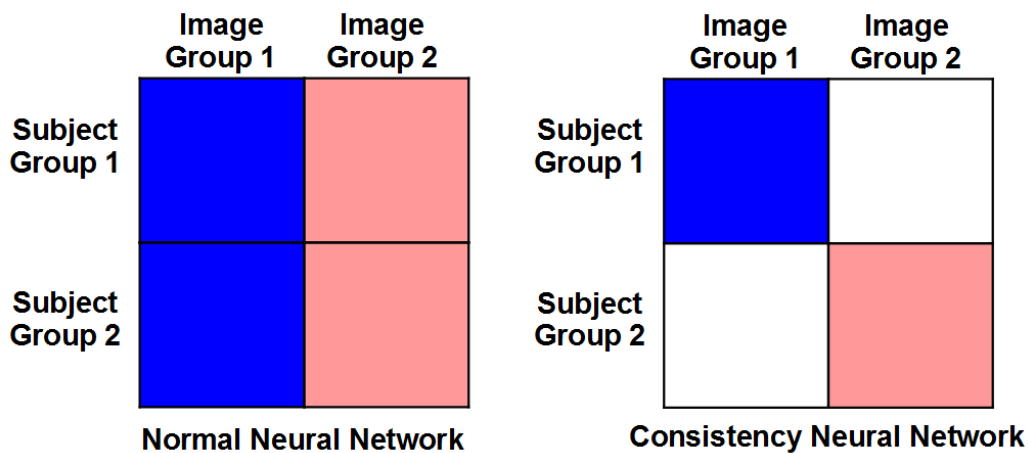 Image
Group 1
Image
Group 2
Subject
Group 1
Subject
Group 2
Normal Neural Network
Image
Group 1
Image
Group 2
Subject
Group 1
Subject
Group 2
Consistency Neural Network